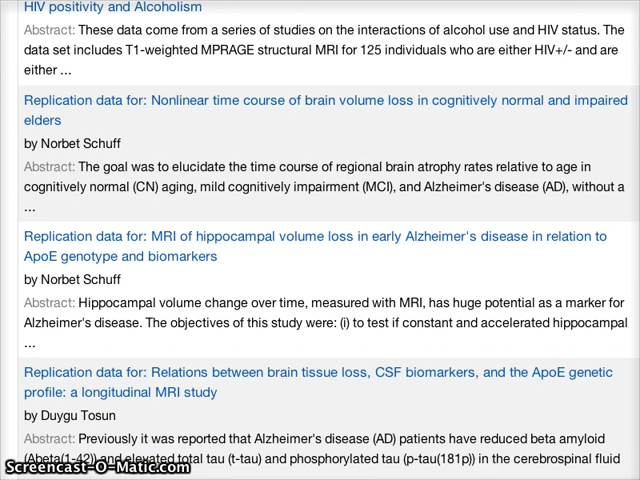 HIV positivity and Alcoholism
Abstract: These data come from a series of studies on the interactions of alcohol use and HIV status. The
data set includes T1-weighted MPRAGE structural MRI for 125 individuals who are either HIV+/- and are
either ...
Replication data for: Nonlinear time course of brain volume loss in cognitively normal and impaired
elders
by Norbet Schuff
Abstract: The goal was to elucidate the time course of regional brain atrophy rates relative to age in
cognitively normal (CN) aging, mild cognitively impairment (MCI), and Alzheimer's disease (AD), without a
...
Replication data for: MRI of hippocampal volume loss in early Alzheimer's disease in relation to
ApoE genotype and biomarkers
by Norbet Schuff
Abstract: Hippocampal volume change over time, measured with MRI, has huge potential as a marker for
Alzheimer's disease. The objectives of this study were: (i) to test if constant and accelerated hippocampal
...
Replication data for: Relations between brain tissue loss, CSF biomarkers, and the ApoE genetic
profile: a longitudinal MRI study
by Duygu Tosun
Abstract: Previously it was reported that Alzheimer's disease (AD) patients have reduced beta amyloid
(Abeta(1-42)) and elevated total tau (t-tau) and phosphorylated tau (p-tau(181p)) in the cerebrospinal fluid
Screencast-O-Matic.com